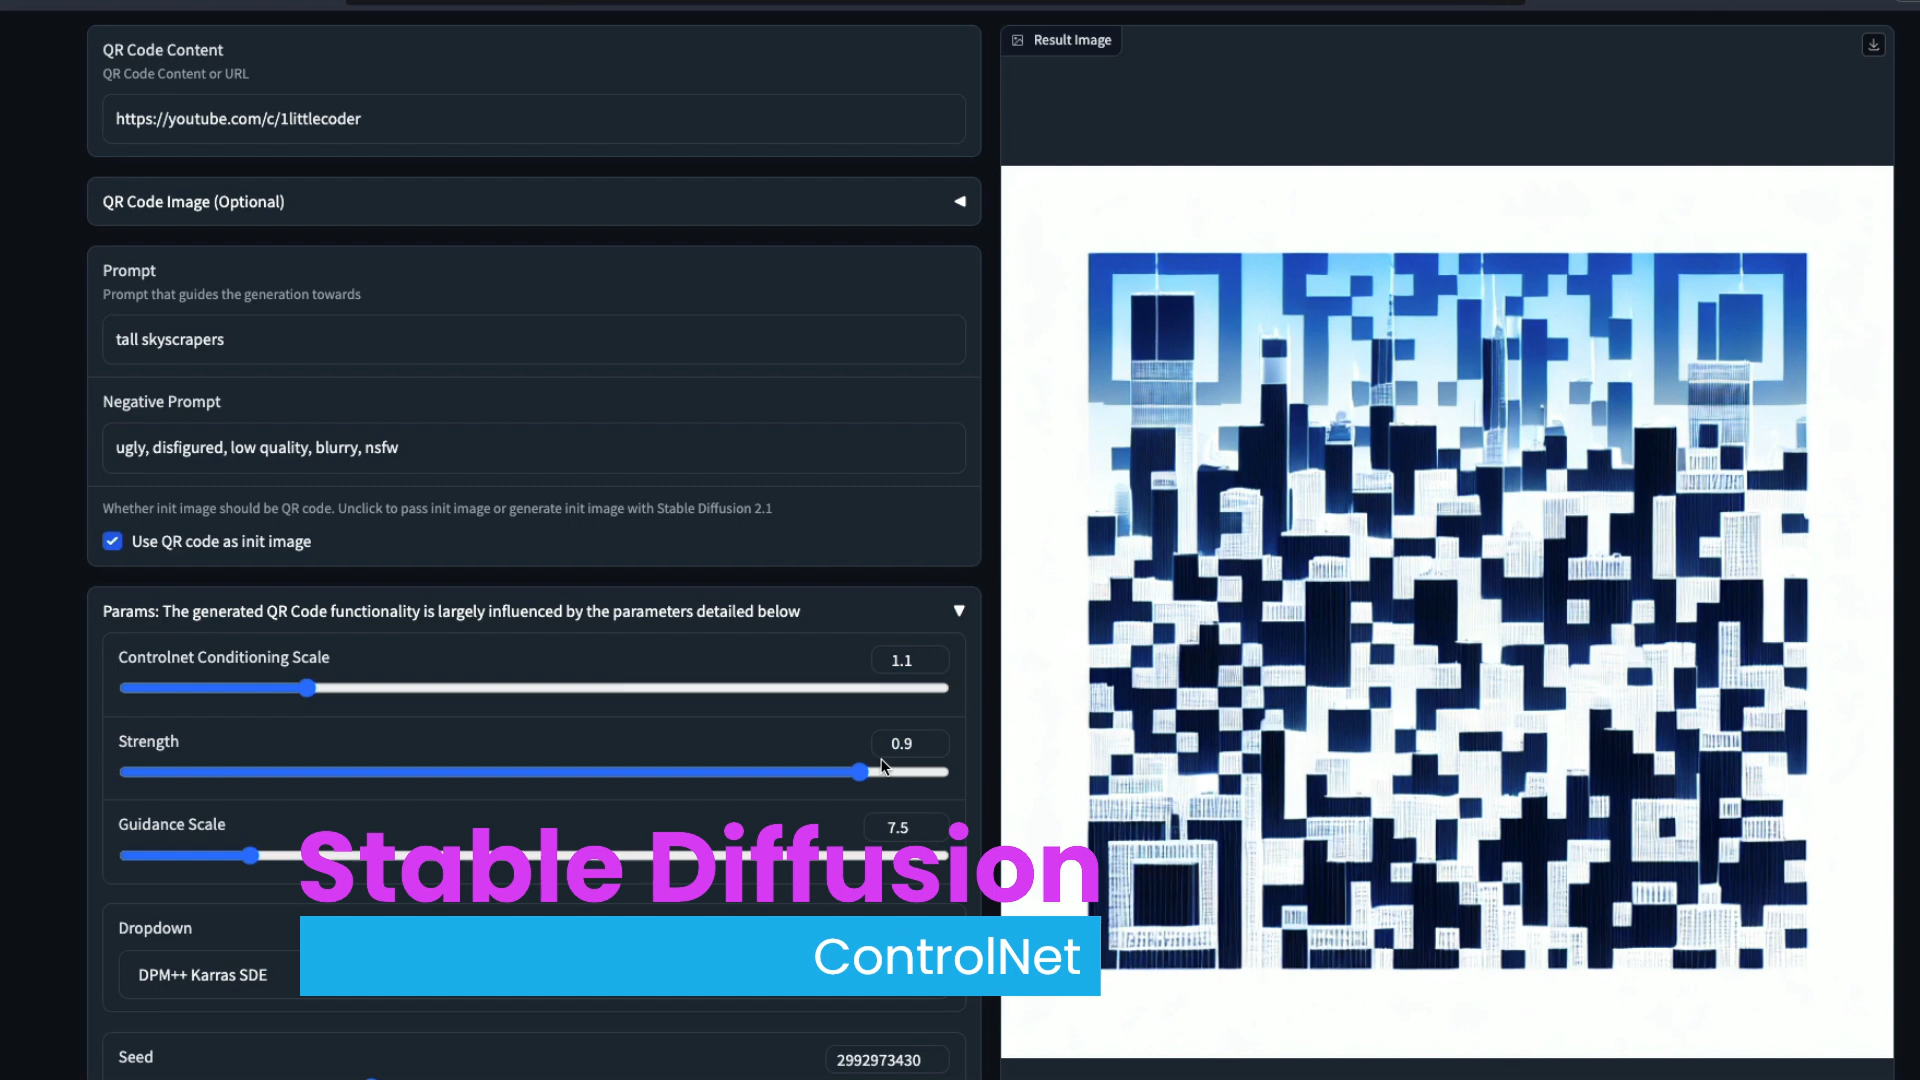 QR Code Content
QR Code Content or URL
https://youtube.com/c/1littlecoder
QR Code Image (Optional)
Prompt
Prompt that guides the generation towards
tall skyscrapers
Negative Prompt
ugly, disfigured, low quality, blurry, nsfw
Whether init image should be QR code. Unclick to pass init image or generate init image with Stable Diffusion 2.1
Use QR code as init image
Params: The generated QR Code functionality is largely influenced by the parameters detailed below
Controlnet Conditioning Scale
1.1
Strength
0.9
Guidance Scale
7.5
Dropdown
DPM++ Karras SDE
Seed
2992973430
Result Image
Stable Diffusion
ControlNet